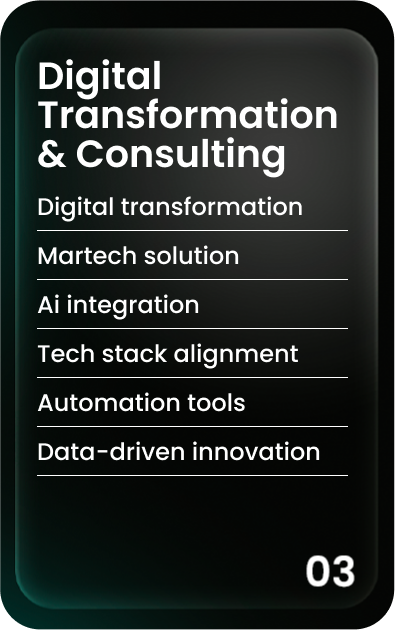 Digital
Transformation
& Consulting
Digital transformation
Martech solution
Ai integration
Tech stack alignment
Automation tools
Data-driven innovation
03